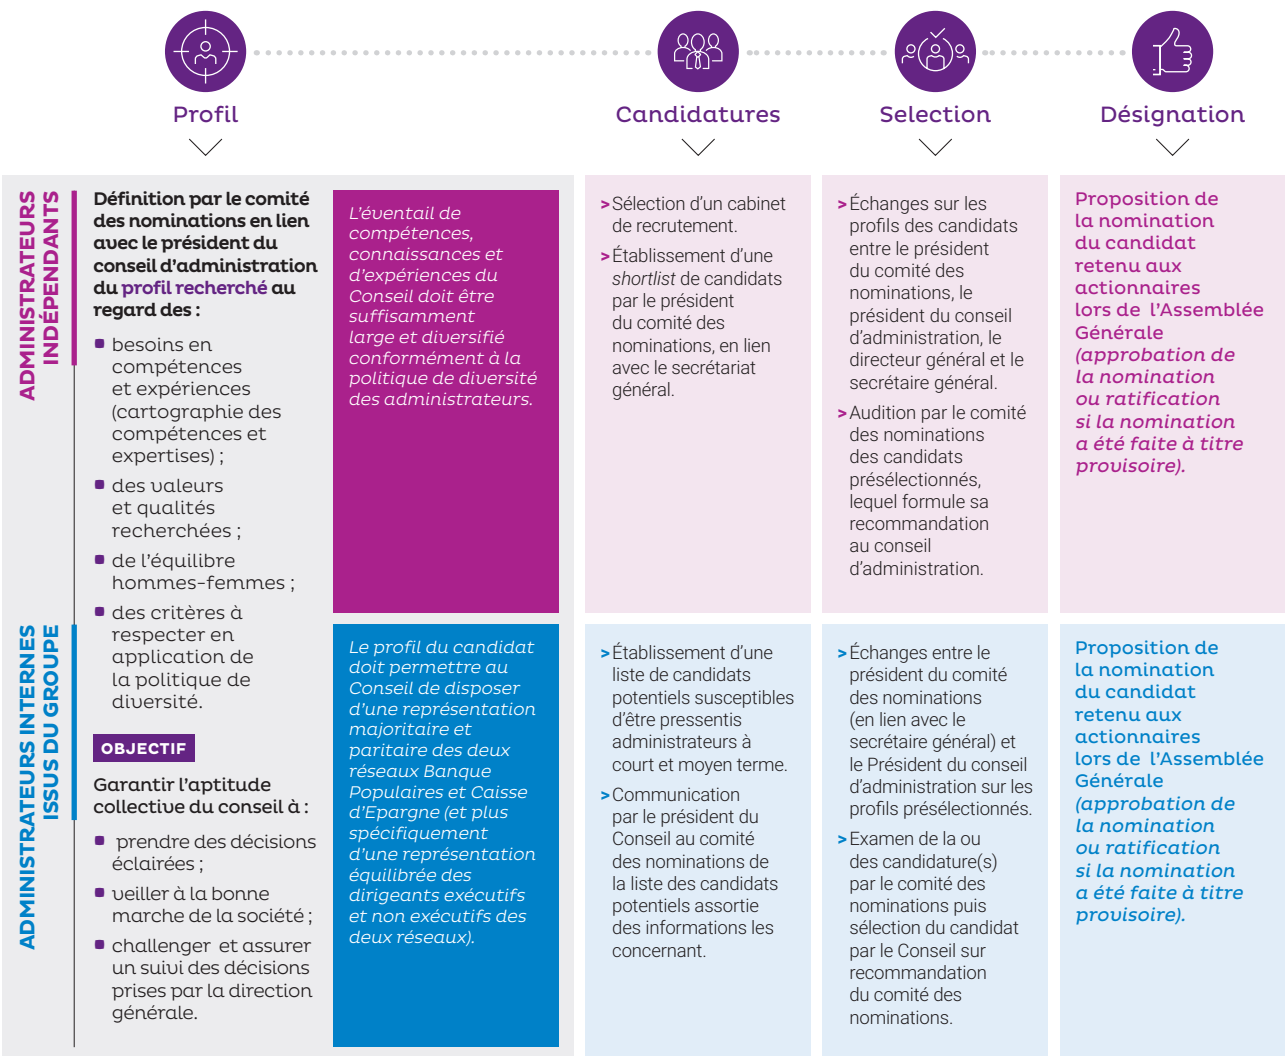 Profil
Candidatures
Selection
Désignation
ADMINISTRATEURS
INDÉPENDANTS
Définition par le comité
des nominations en lien
avec le président du
conseil d’administration
du profil recherché au
regard des :
besoins en
compétences
et expériences
(cartographie des
compétences et
expertises) ;
des valeurs
et qualités
recherchées ;
de l’équilibre
hommes-femmes ;
des critères à
respecter en
application de
la politique de
diversité.
OBJECTIF
Garantir l’aptitude
collective du conseil à :
prendre des décisions
éclairées ;
veiller à la bonne
marche de la société ;
challenger et assurer
un suivi des décisions
prises par la direction
générale.
L’éventail de
compétences,
connaissances et
d’expériences du
Conseil doit être
suffisamment
large et diversifié
conformément à la
politique de diversité
des administrateurs.
> Sélection d’un cabinet
de recrutement.
> Établissement d’une
shortlist de candidats
par le président
du comité des
nominations, en lien
avec le secrétariat
général.
> Échanges sur les
profils des candidats
entre le président
du comité des
nominations, le
président du conseil
d’administration, le
directeur général et le
secrétaire général.
> Audition par le comité
des nominations
des candidats
présélectionnés,
lequel formule sa
recommandation
au conseil
d’administration.
Proposition de
la nomination
du candidat
retenu aux
actionnaires
lors de l’Assemblée
Générale
(approbation de
la nomination
ou ratification
si la nomination
a été faite à titre
provisoire).
ADMINISTRATEURS INTERNES
ISSUS DU GROUPE
Le profil du candidat
doit permettre au
Conseil de disposer
d’une représentation
majoritaire et
paritaire des deux
réseaux Banque
Populaires et Caisse
d’Epargne (et plus
spécifiquement
d’une représentation
équilibrée des
dirigeants exécutifs
et non exécutifs des
deux réseaux).
> Établissement d’une
liste de candidats
potentiels susceptibles
d’être pressentis
administrateurs à
court et moyen terme.
> Communication
par le président du
Conseil au comité
des nominations de
la liste des candidats
potentiels assortie
des informations les
concernant.
> Échanges entre le
président du comité
des nominations
(en lien avec le
secrétaire général) et
le Président du conseil
d’administration sur les
profils présélectionnés.
> Examen de la ou
des candidature(s)
par le comité des
nominations puis
sélection du candidat
par le Conseil sur
recommandation
du comité des
nominations.
Proposition de
la nomination
du candidat
retenu aux
actionnaires
lors de l’Assemblée
Générale
(approbation de
la nomination
ou ratification
si la nomination
a été faite à titre
provisoire).